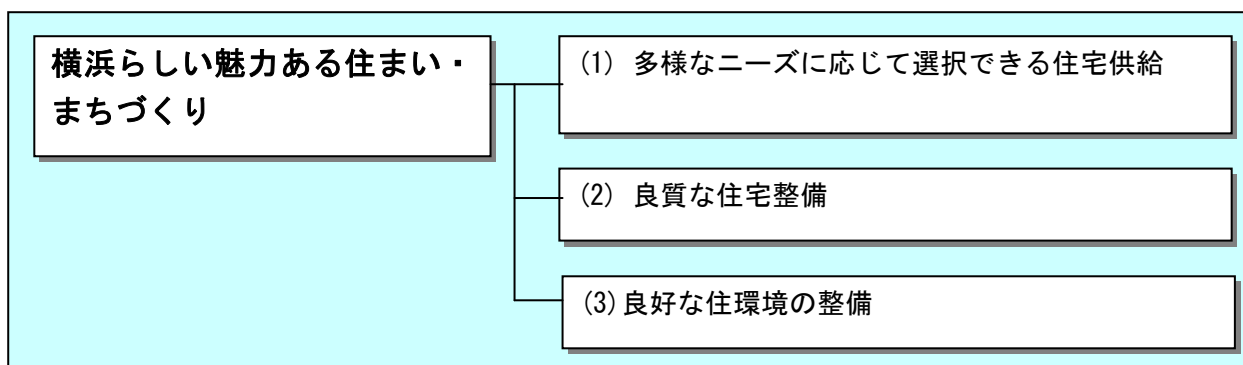 横浜らしい魅力ある住まい・
まちづくり
(1) 多様なニーズに応じて選択できる住宅供給
(2) 良質な住宅整備
(3)良好な住環境の整備